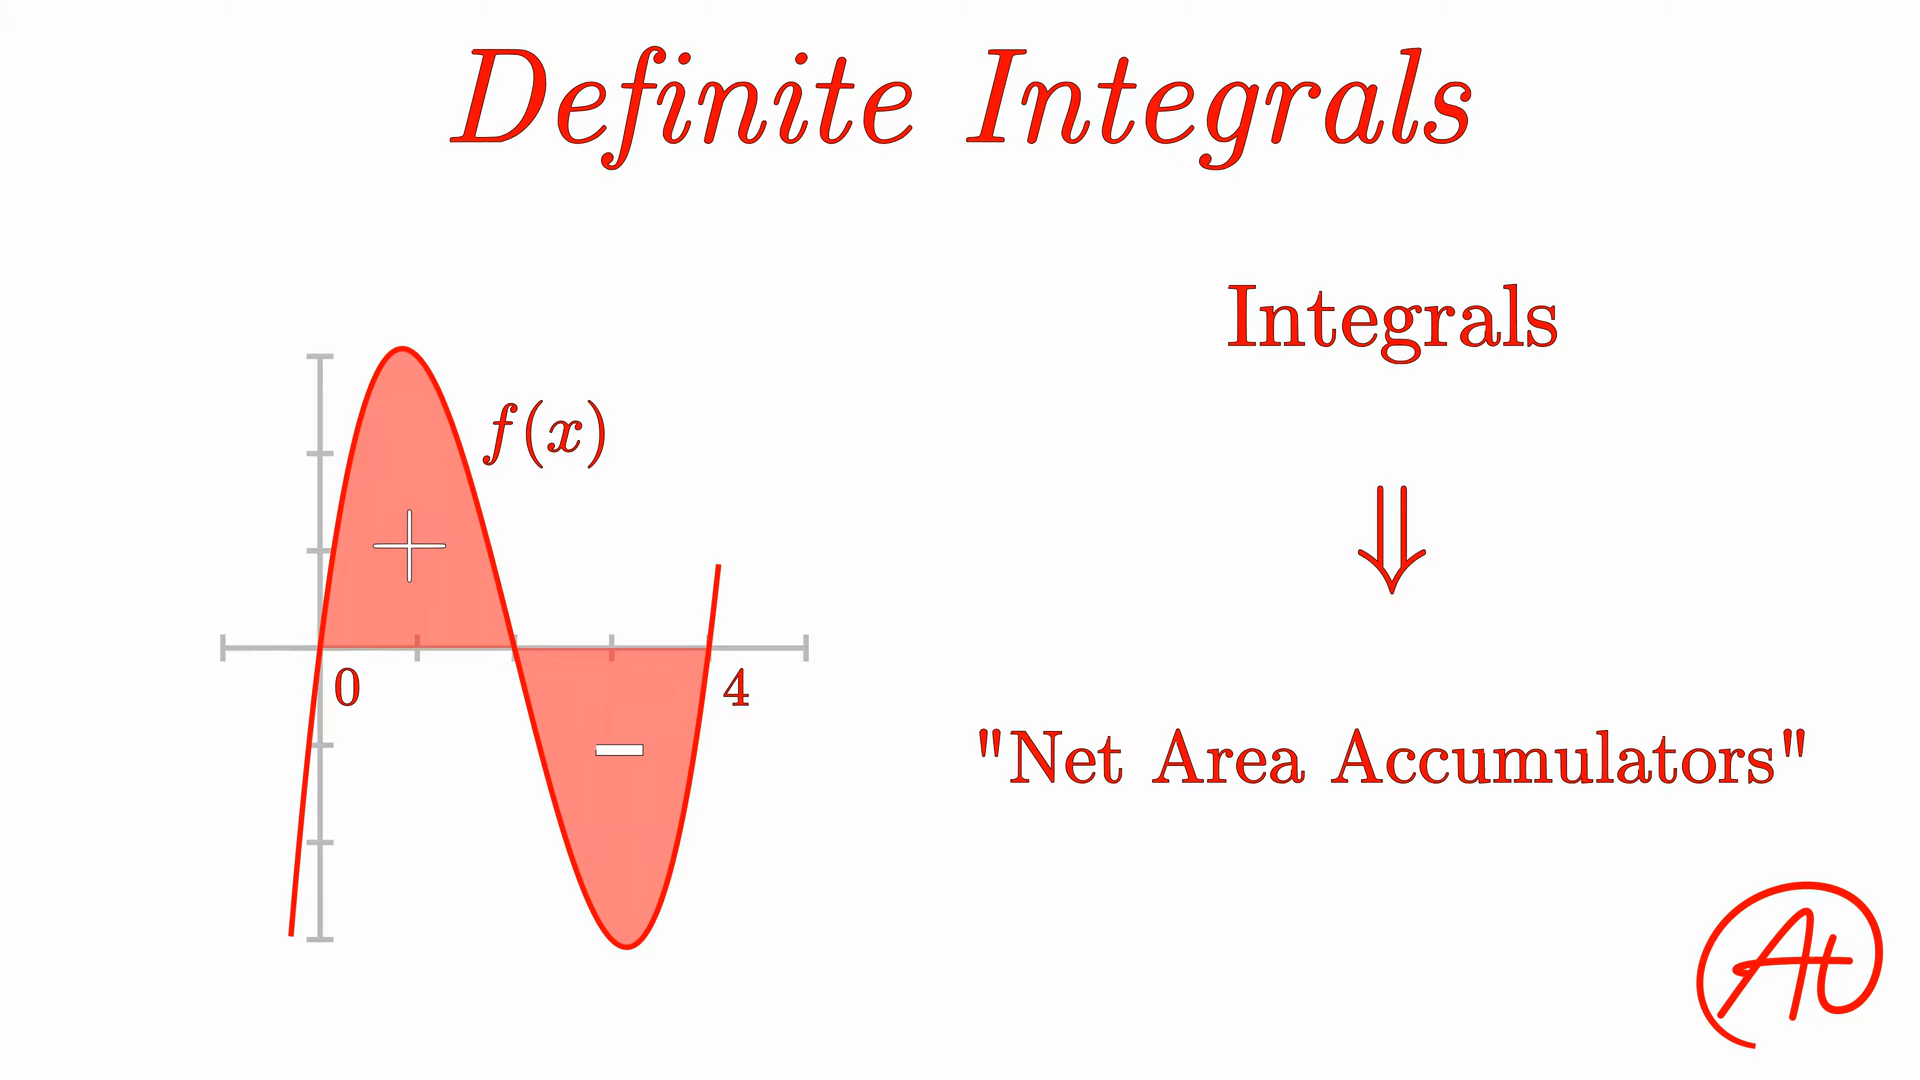 Definite Integrals
Integrals
f(x)
+
⇓
0
4
−
"Net Area Accumulators"
At